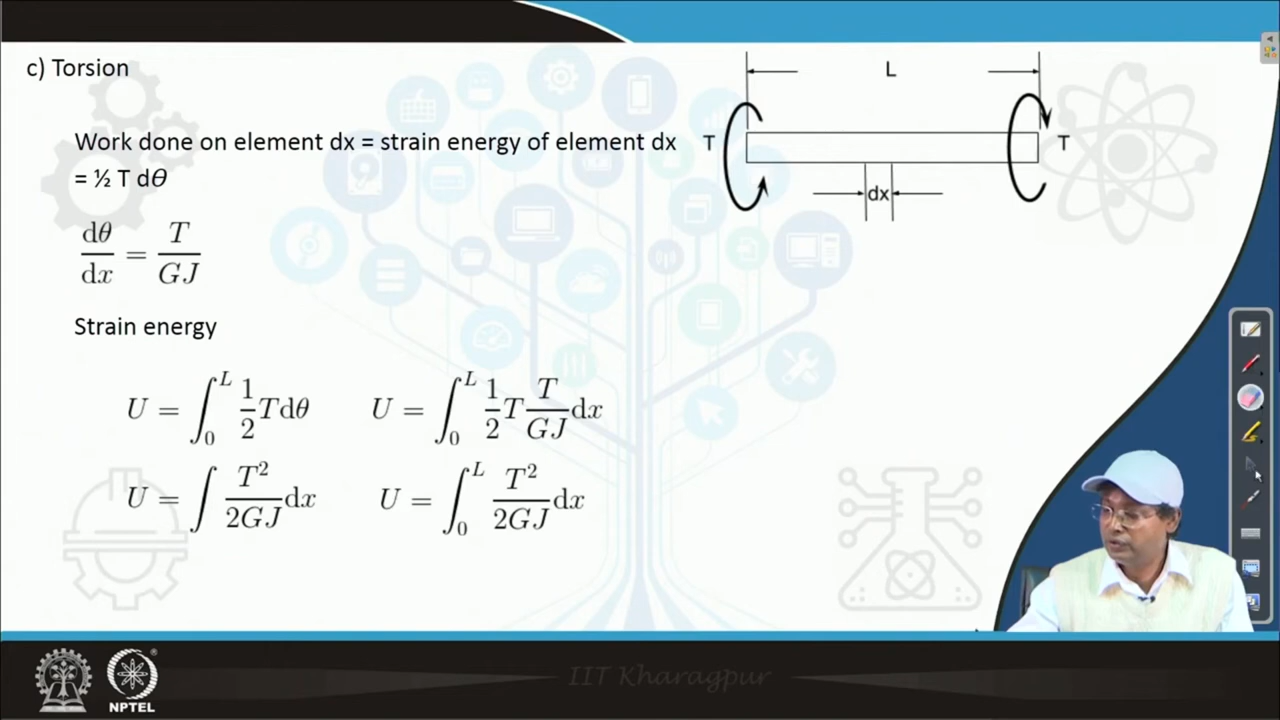 c) Torsion
Work done on element dx = strain energy of element dx
= ½ T dθ
dθ/dx = T/GJ
Strain energy
U = ∫₀ᴸ 1/2 T dθ    U = ∫₀ᴸ 1/2 T T/GJ dx
U = ∫ T²/2GJ dx    U = ∫₀ᴸ T²/2GJ dx
L
T
T
dx
IIT Kharagpur
NPTEL